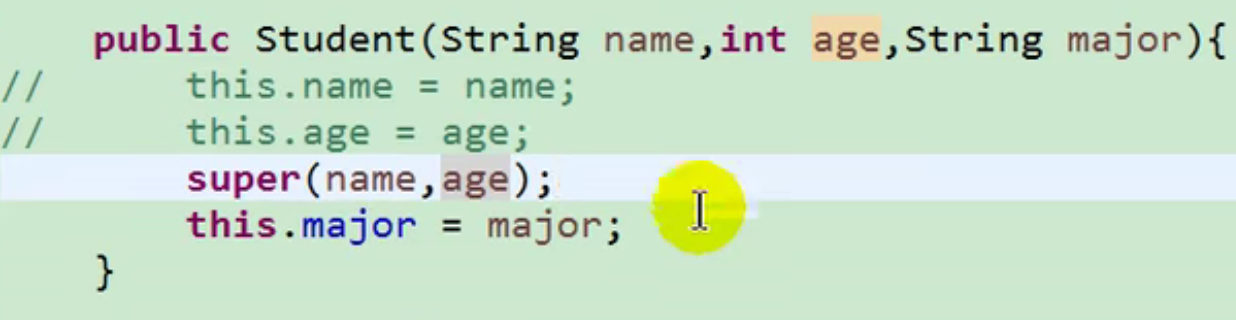 public Student(String name,int age,String major){
// this.name = name;
// this.age = age;
super(name,age);
this.major = major;
}